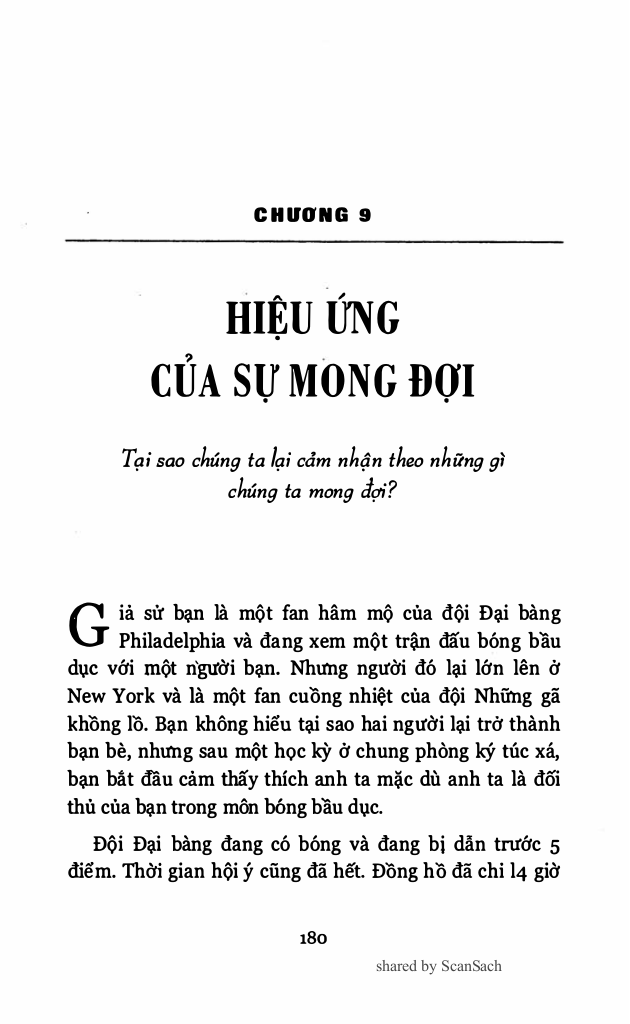 CHƯƠNG 9
HIỆU ỨNG
CỦA SỰ MONG ĐỢI
Tại sao chúng ta lại cảm nhận theo những gì
chúng ta mong đợi?
Giả sử bạn là một fan hâm mộ của đội Đại bàng
Philadelphia và đang xem một trận đấu bóng bầu
dục với một người bạn. Nhưng người đó lại lớn lên ở
New York và là một fan cuồng nhiệt của đội Những gã
khồng lồ. Bạn không hiểu tại sao hai người lại trở thành
bạn bè, nhưng sau một học kỳ ở chung phòng ký túc xá,
bạn bắt đầu cảm thấy thích anh ta mặc dù anh ta là đối
thủ của bạn trong môn bóng bầu dục.
Đội Đại bàng đang có bóng và đang bị dẫn trước 5
điểm. Thời gian hội ý cũng đã hết. Đồng hồ đã chi 14 giờ
180
shared by ScanSach